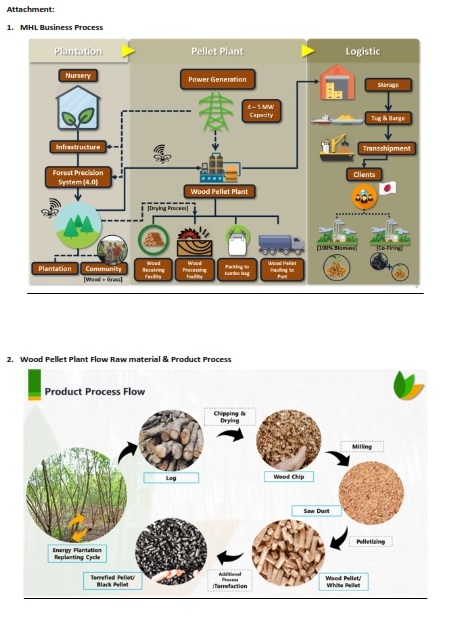 Attachment:
1. MHL Business Process
Plantation
Pellet Plant
Logistic
Nursery
Infrastructure
Forest Precision
System (4.0)
Plantation
Community
[Wood + Grass]
Power Generation
4 – 5 MW
Capacity
Wood Pellet Plant
[Drying Process]
Wood
Receiving
Facility
Wood
Processing
Facility
Packing to
Jumbo Bag
Wood Pellet
Hauling to
Port
Storage
Tug & Barge
Transshipment
Clients
[100% Biomass]
[Co-Firing]
2. Wood Pellet Plant Flow Raw material & Product Process
Product Process Flow
Chipping &
Drying
Log
Wood Chip
Milling
Saw Dust
Pelletizing
Energy Plantation
Replanting Cycle
Torrefied Pellet/
Black Pellet
Additional
Process
:Torrefaction
Wood Pellet/
White Pellet